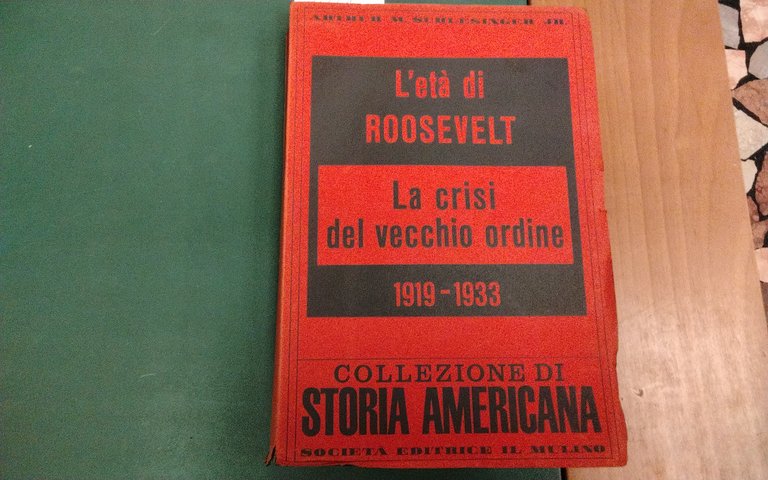 ARTHUR M. SCHLESINGER JR.
L'età di
ROOSEVELT
La crisi
del vecchio ordine
1919-1933
COLLEZIONE DI
STORIA AMERICANA
SOCIETÀ EDITRICE IL MULINO